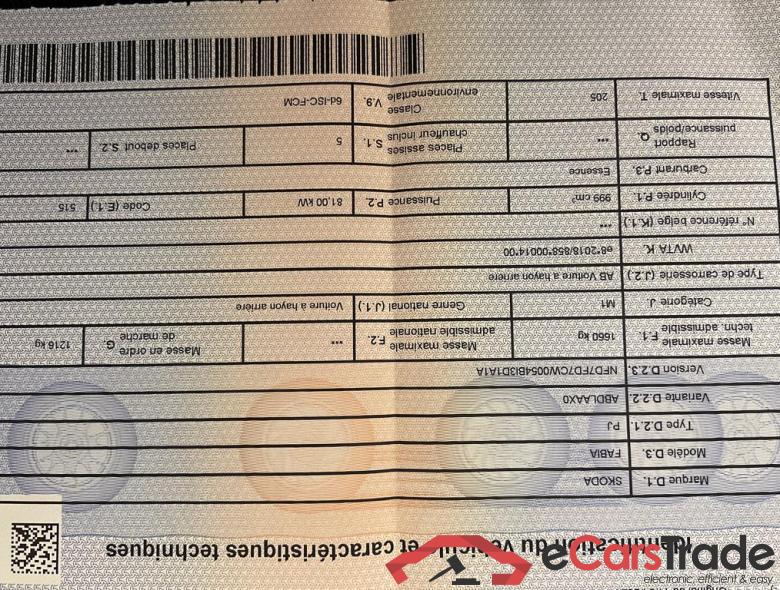 Identification du véhicule et caractéristiques techniques
Marque D.1. SKODA
Modèle D.3. FABIA
Type D.2.1. PJ
Variante D.2.2. ABDLAAX0
Version D.2.3. NFD7FD7CW0054BI3D1A1A
Masse maximale techn. admissible F.1 1660 kg Masse maximale admissible nationale F.2. *** Masse en ordre de marche G. 1216 kg
Catégorie J. M1 Genre national (J.1.) Voiture à hayon arrière
Type de carrosserie (J.2.) AB Voiture à hayon arrière
WVTA K. e8*2018/858*00014*00
N° référence belge (K.1.) ***
Cylindrée P.1. 999 cm³ Puissance P.2. 81.00 kW Code (E.1.) 515
Carburant P.3. Essence
Rapport puissance/poids Q. *** Places assises chauffeur inclus S.1. 5 Places debout S.2. ***
Vitesse maximale T. 205 Classe environnementale V.9. 6d-ISC-FCM
eCarsTrade
electronic, efficient & easy